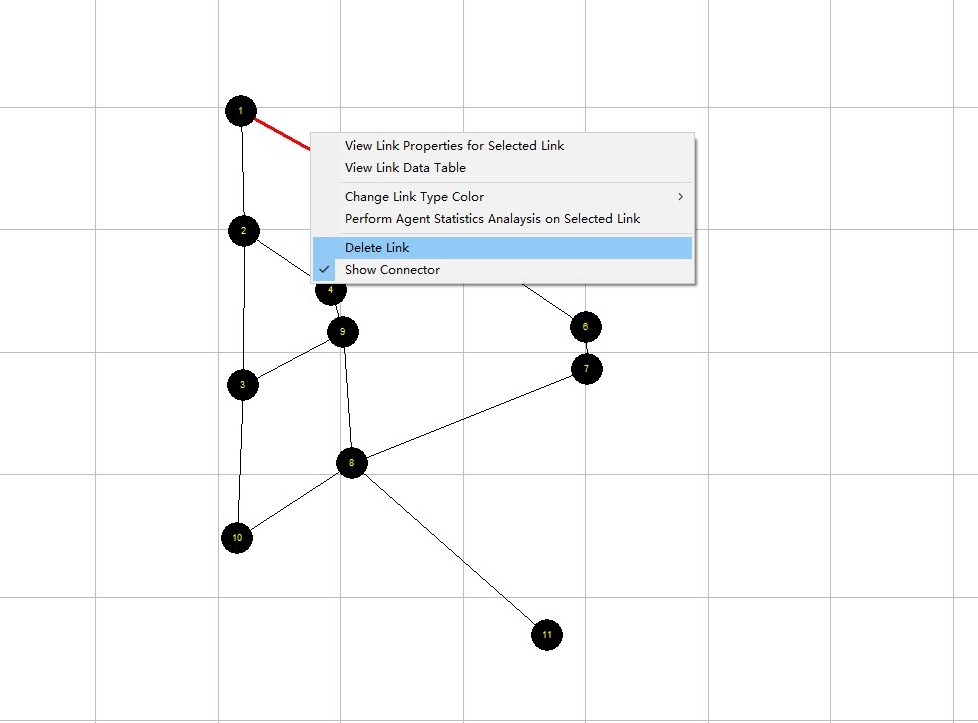 1
View Link Properties for Selected Link
View Link Data Table
Change Link Type Color
Perform Agent Statistics Analaysis on Selected Link
2
Delete Link
Show Connector
4
6
9
7
3
8
10
11